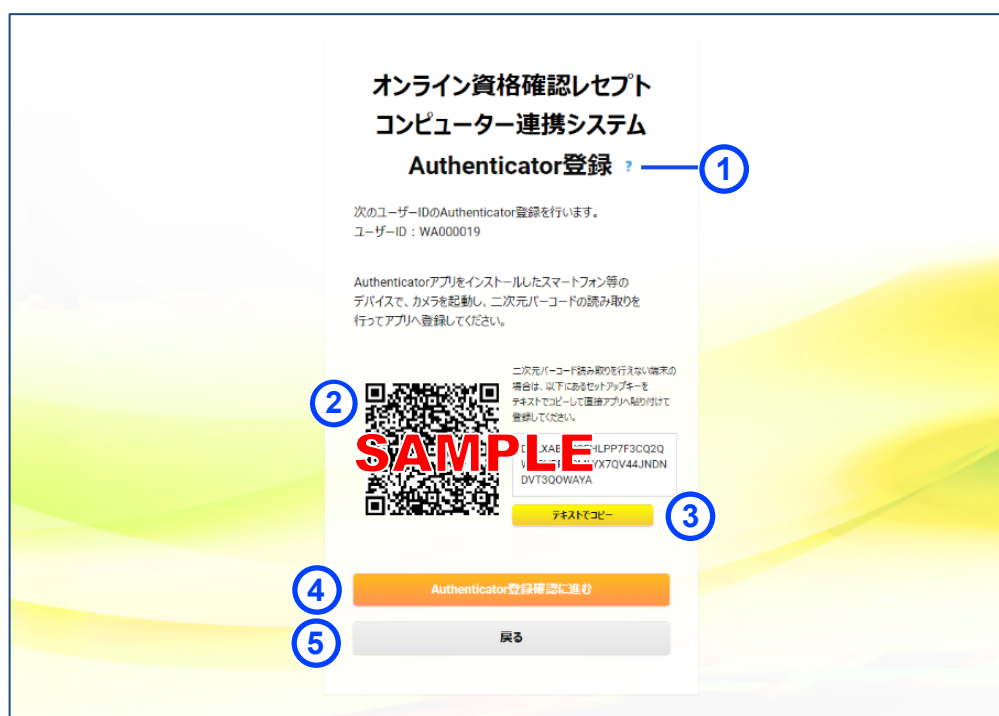 オンライン資格確認レセプト
コンピューター連携システム
Authenticator登録 ?
1
次のユーザーIDのAuthenticator登録を行います。
ユーザーID：WA000019
Authenticatorアプリをインストールしたスマートフォン等の
デバイスで、カメラを起動し、二次元バーコードの読み取りを
行ってアプリへ登録してください。
2
二次元バーコード読み取りを行えない端末の
場合は、以下にあるセットアップキーを
テキストでコピーして直接アプリへ貼り付けて
登録してください。
SAMPLE
HLPP7F3CQ2Q
YX7QV44JNDN
DVT3QOWAYA
テキストでコピー
3
4
Authenticator登録確認に進む
5
戻る